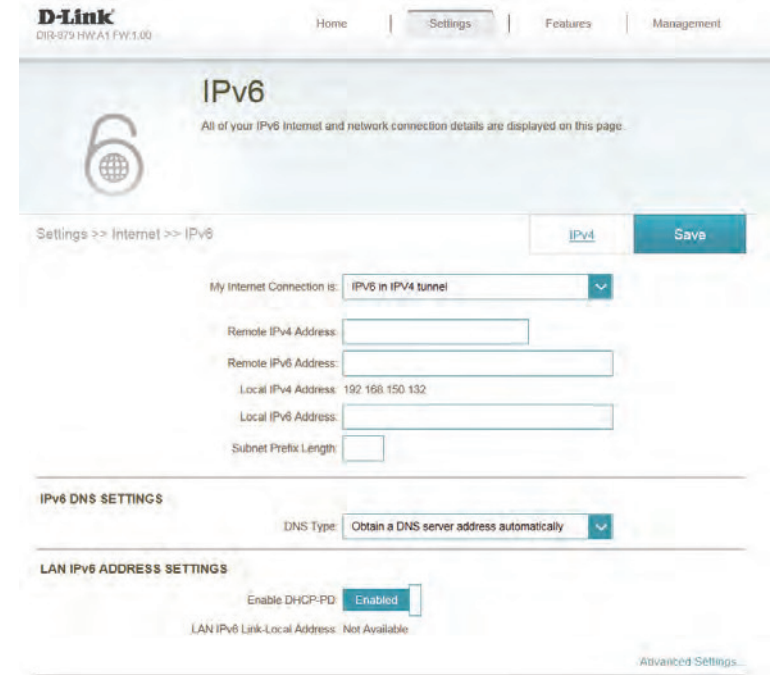 D-Link
DIR-879 HW:A1 FW:1.00
Home | Settings | Features | Management
IPv6
All of your IPv6 Internet and network connection details are displayed on this page.
Settings >> Internet >> IPv6
IPv4
Save
My Internet Connection is: IPV6 in IPV4 tunnel
Remote IPv4 Address:
Remote IPv6 Address:
Local IPv4 Address: 192.168.150.132
Local IPv6 Address:
Subnet Prefix Length:
IPv6 DNS SETTINGS
DNS Type: Obtain a DNS server address automatically
LAN IPv6 ADDRESS SETTINGS
Enable DHCP-PD: Enabled
LAN IPv6 Link-Local Address: Not Available
Advanced Settings...